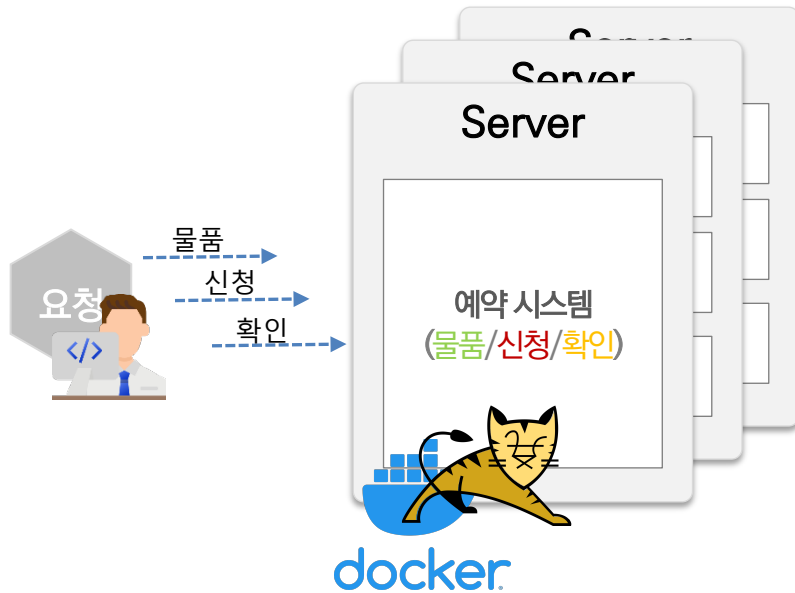 Server
Server
Server
물품
신청
확인
요청
</>
예약 시스템
(물품/신청/확인)
docker